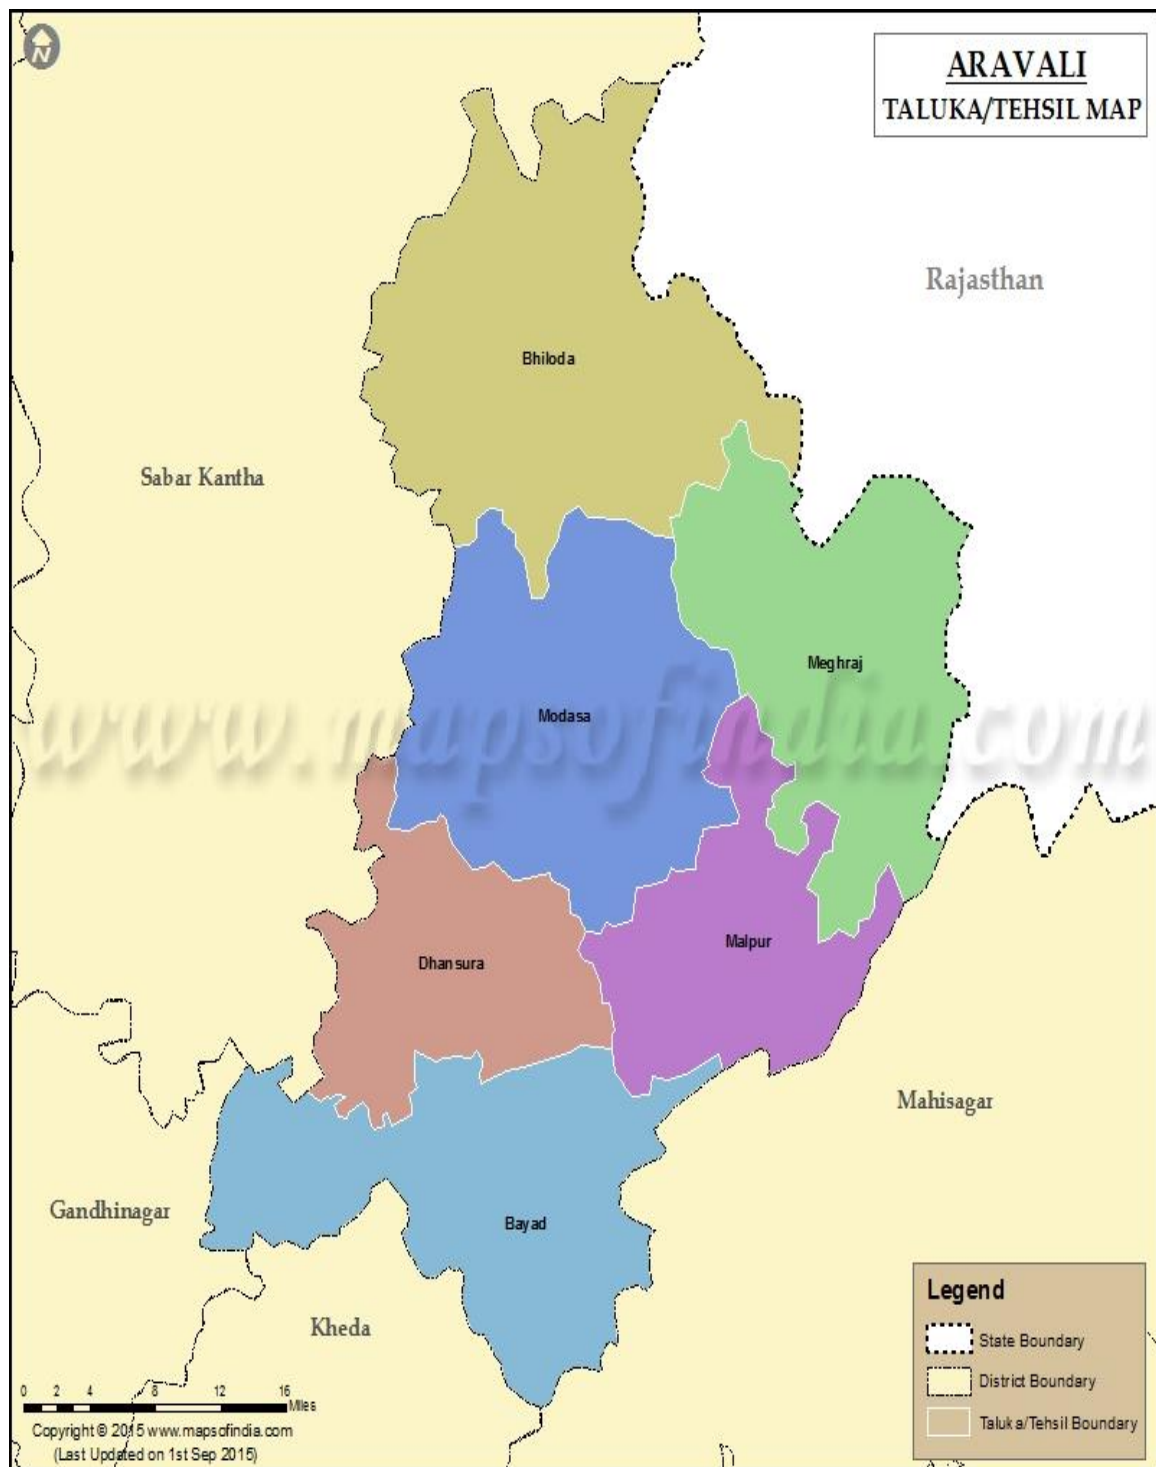 N
ARAVALI
TALUKA/TEHSIL MAP
Rajasthan
Bhiloda
Sabar Kantha
Meghraj
Modasa
www.mapsofindia.com
Malpur
Dhansura
Mahisagar
Gandhinagar
Bayad
Kheda
Legend
State Boundary
District Boundary
Taluka/Tehsil Boundary
0 2 4 8 12 16
Miles
Copyright © 2015 www.mapsofindia.com
(Last Updated on 1st Sep 2015)